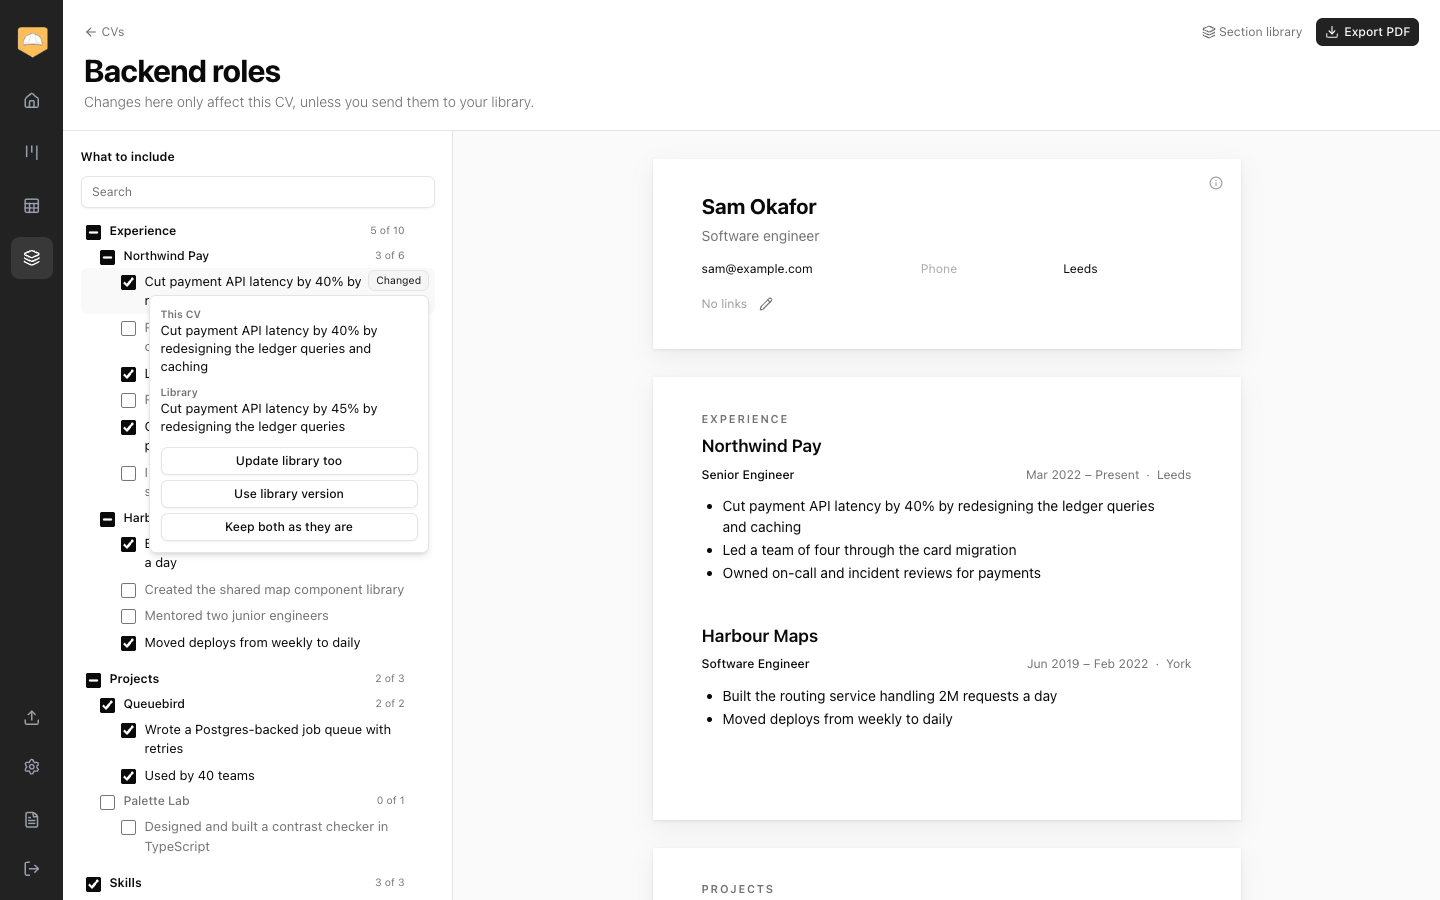 CVs
Section library
Export PDF
Backend roles
Changes here only affect this CV, unless you send them to your library.
What to include
Search
Experience 5 of 10
Northwind Pay 3 of 6
Cut payment API latency by 40% by Changed
This CV
Cut payment API latency by 40% by
redesigning the ledger queries and
caching
Library
Cut payment API latency by 45% by
redesigning the ledger queries
Update library too
Use library version
Keep both as they are
a day
Created the shared map component library
Mentored two junior engineers
Moved deploys from weekly to daily
Projects 2 of 3
Queuebird 2 of 2
Wrote a Postgres-backed job queue with
retries
Used by 40 teams
Palette Lab 0 of 1
Designed and built a contrast checker in
TypeScript
Skills 3 of 3
Sam Okafor
Software engineer
sam@example.com Phone Leeds
No links
EXPERIENCE
Northwind Pay
Senior Engineer Mar 2022 – Present · Leeds
• Cut payment API latency by 40% by redesigning the ledger queries
and caching
• Led a team of four through the card migration
• Owned on-call and incident reviews for payments
Harbour Maps
Software Engineer Jun 2019 – Feb 2022 · York
• Built the routing service handling 2M requests a day
• Moved deploys from weekly to daily
PROJECTS